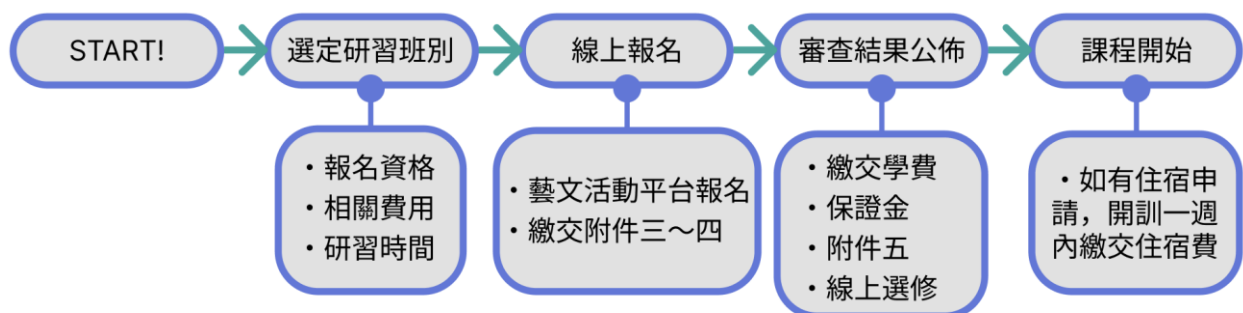 START!
選定研習班別
線上報名
審查結果公佈
課程開始
・報名資格
・相關費用
・研習時間
・藝文活動平台報名
・繳交附件三～四
・繳交學費
・保證金
・附件五
・線上選修
・如有住宿申
請，開訓一週
內繳交住宿費